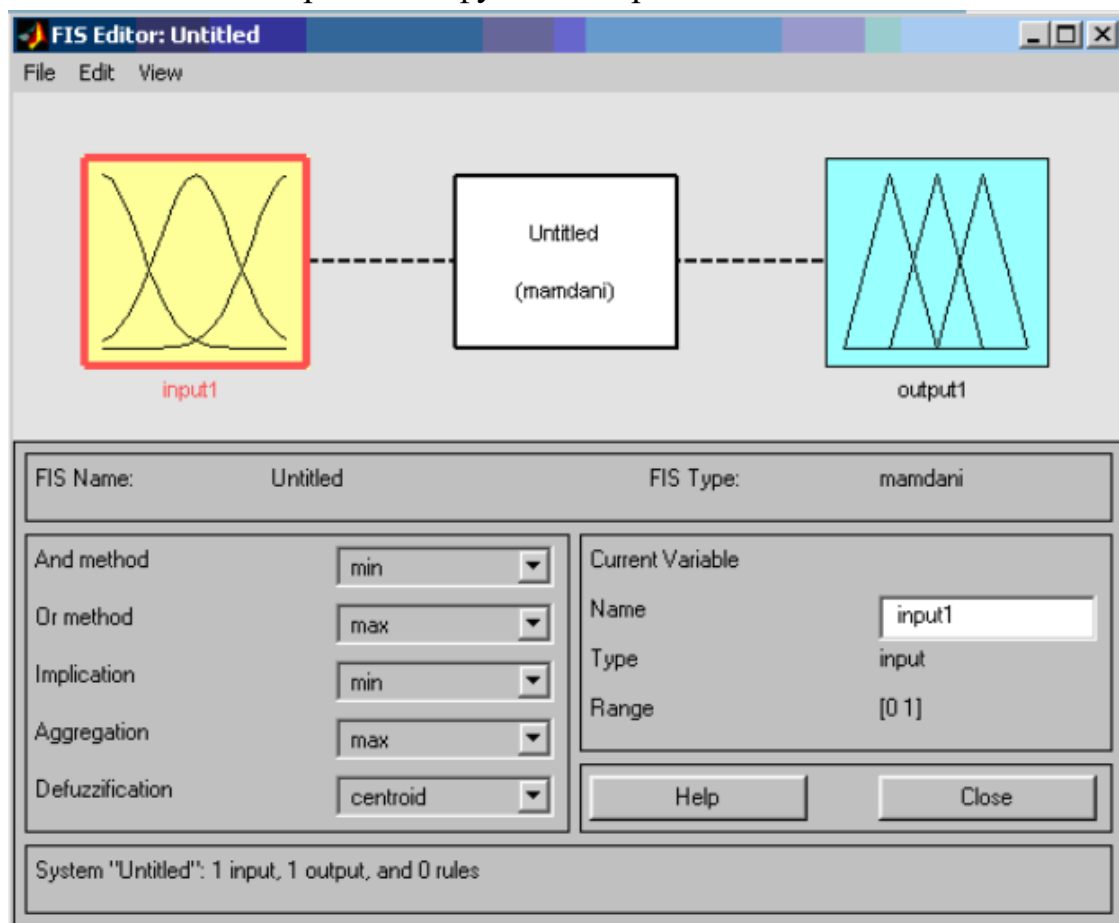 FIS Editor: Untitled
File Edit View
Untitled
(mamdani)
input1
output1
FIS Name: Untitled
FIS Type: mamdani
And method min
Or method max
Implication min
Aggregation max
Defuzzification centroid
Current Variable
Name input1
Type input
Range [0 1]
Help
Close
System "Untitled": 1 input, 1 output, and 0 rules